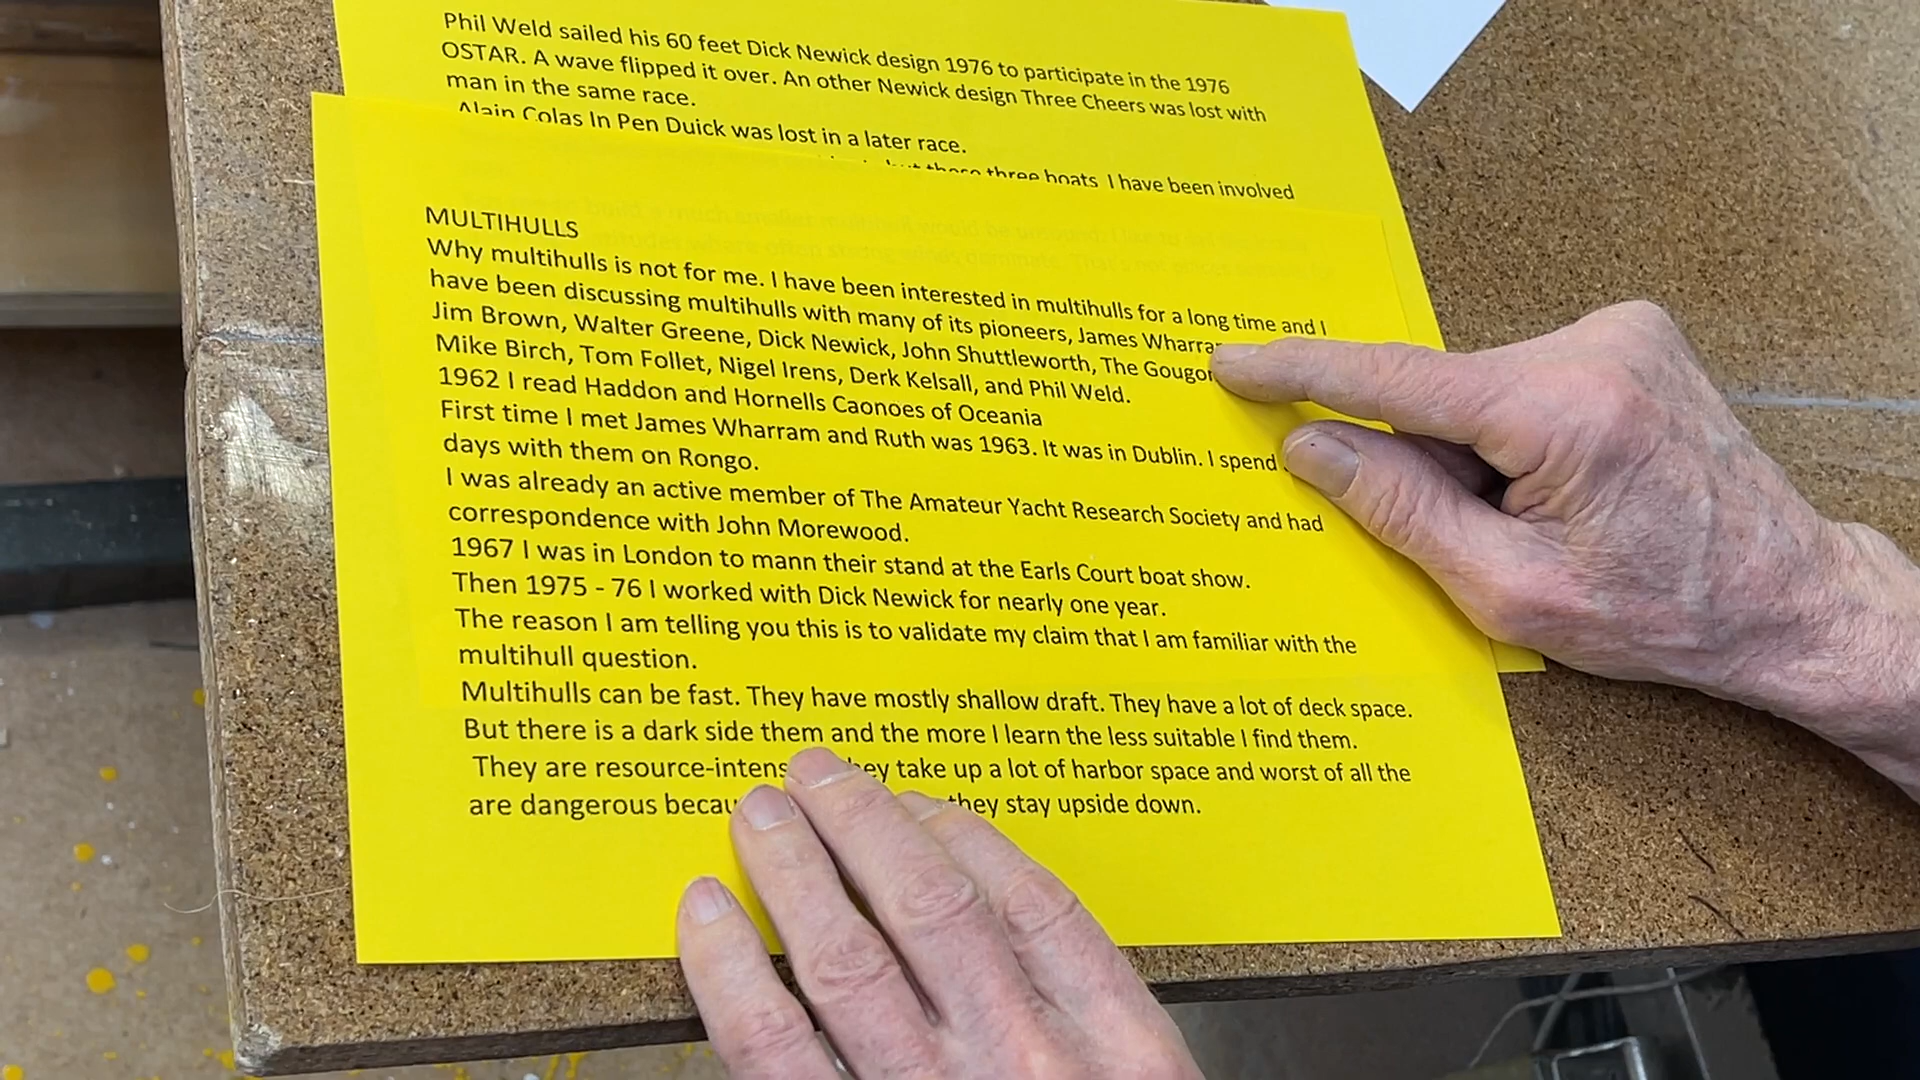 Phil Weld sailed his 60 feet Dick Newick design 1976 to participate in the 1976
OSTAR. A wave flipped it over. An other Newick design Three Cheers was lost with
man in the same race.
Alain Colas In Pen Duick was lost in a later race.
but those three boats I have been involved
MULTIHULLS
Why multihulls is not for me. I have been interested in multihulls for a long time and I
have been discussing multihulls with many of its pioneers, James Wharra
Jim Brown, Walter Greene, Dick Newick, John Shuttleworth, The Gougo
Mike Birch, Tom Follet, Nigel Irens, Derk Kelsall, and Phil Weld.
1962 I read Haddon and Hornells Caonoes of Oceania
First time I met James Wharram and Ruth was 1963. It was in Dublin. I spend
days with them on Rongo.
I was already an active member of The Amateur Yacht Research Society and had
correspondence with John Morewood.
1967 I was in London to mann their stand at the Earls Court boat show.
Then 1975 - 76 I worked with Dick Newick for nearly one year.
The reason I am telling you this is to validate my claim that I am familiar with the
multihull question.
Multihulls can be fast. They have mostly shallow draft. They have a lot of deck space.
But there is a dark side them and the more I learn the less suitable I find them.
They are resource-intens ey take up a lot of harbor space and worst of all the
are dangerous becau they stay upside down.